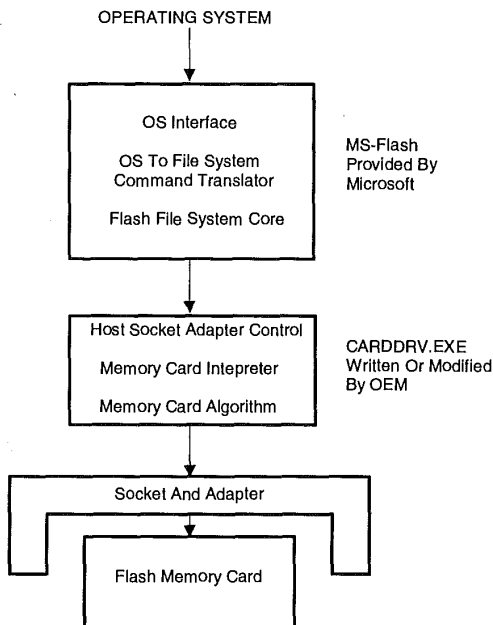 OPERATING SYSTEM
OS Interface
OS To File System
Command Translator
Flash File System Core
MS-Flash
Provided By
Microsoft
Host Socket Adapter Control
Memory Card Intepreter
Memory Card Algorithm
CARDDRV.EXE
Written Or Modified
By OEM
Socket And Adapter
Flash Memory Card